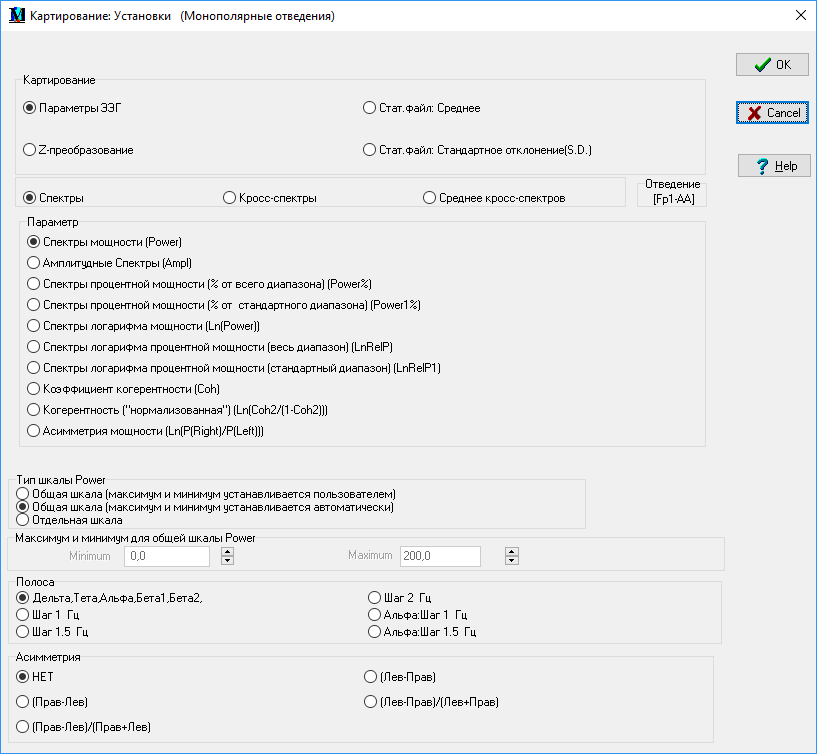 Картирование: Установки (Монополярные отведения)
OK
Картирование
Параметры ЭЭГ
Стат.файл: Среднее
Cancel
Z-преобразование
Стат.файл: Стандартное отклонение(S.D.)
Help
Спектры
Кросс-спектры
Среднее кросс-спектров
Отведение
[Fp1-AA]
Параметр
Спектры мощности (Power)
Амплитудные Спектры (Ampl)
Спектры процентной мощности (% от всего диапазона) (Power%)
Спектры процентной мощности (% от стандартного диапазона) (Power1%)
Спектры логарифма мощности (Ln(Power))
Спектры логарифма процентной мощности (весь диапазон) (LnRelP)
Спектры логарифма процентной мощности (стандартный диапазон) (LnRelP1)
Коэффициент когерентности (Coh)
Когерентность ("нормализованная") (Ln(Coh2/(1-Coh2)))
Асимметрия мощности (Ln(P(Right)/P(Left)))
Тип шкалы Power
Общая шкала (максимум и минимум устанавливается пользователем)
Общая шкала (максимум и минимум устанавливается автоматически)
Отдельная шкала
Максимум и минимум для общей шкалы Power
Minimum 0,0 Maximum 200,0
Полоса
Дельта,Тета,Альфа,Бета1,Бета2,
Шаг 2 Гц
Шаг 1 Гц
Альфа:Шаг 1 Гц
Шаг 1.5 Гц
Альфа:Шаг 1.5 Гц
Асимметрия
НЕТ
(Лев-Прав)
(Прав-Лев)
(Лев-Прав)/(Лев+Прав)
(Прав-Лев)/(Прав+Лев)